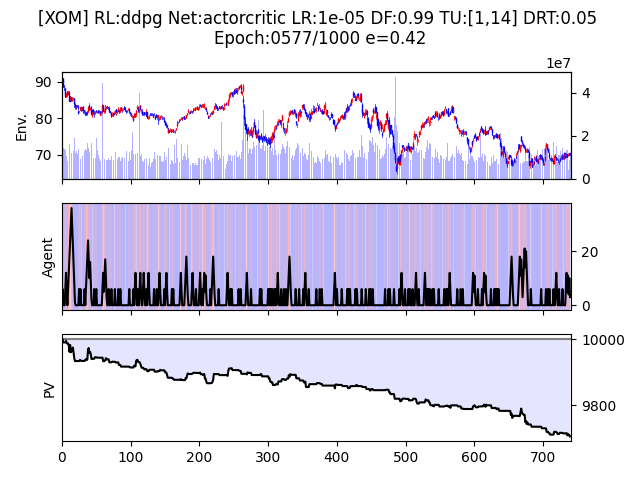 [XOM] RL:ddpg Net:actorcritic LR:1e-05 DF:0.99 TU:[1,14] DRT:0.05
Epoch:0577/1000 e=0.42
1e7
Env.
90
80
70
4
2
0
Agent
20
0
PV
10000
9800
0 100 200 300 400 500 600 700